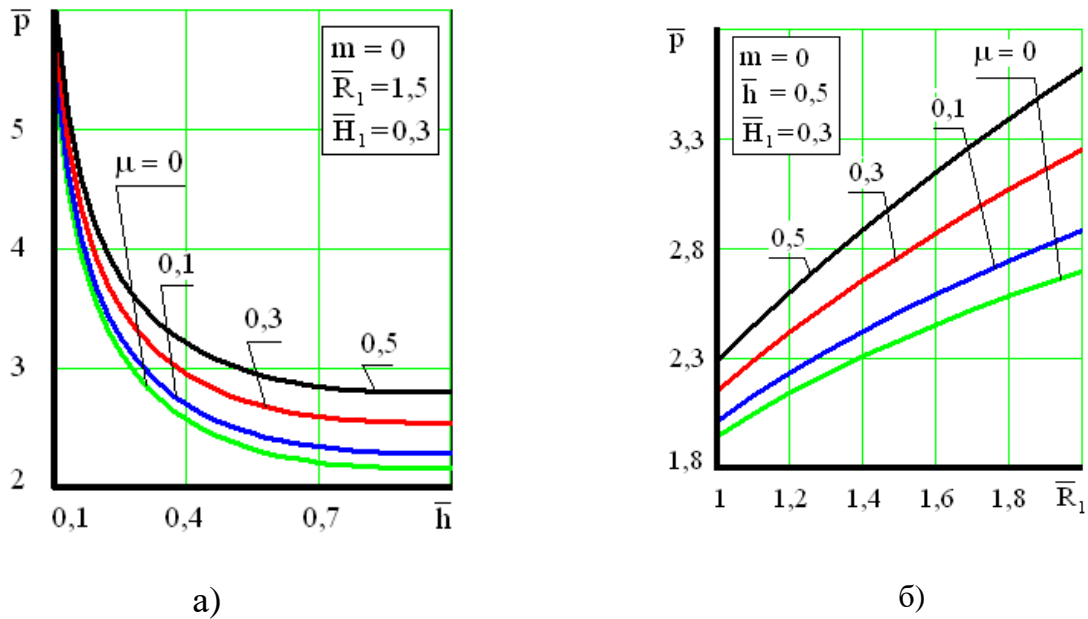 p̅
m = 0
R̅₁ = 1,5
H̅₁ = 0,3
5
μ = 0
4
0,1
0,3
0,5
3
2
0,1 0,4 0,7 h̅
а)
p̅
m = 0
h̅ = 0,5
H̅₁ = 0,3
μ = 0
0,1
3,3
0,3
2,8
0,5
2,3
1,8
1 1,2 1,4 1,6 1,8 R̅₁
б)